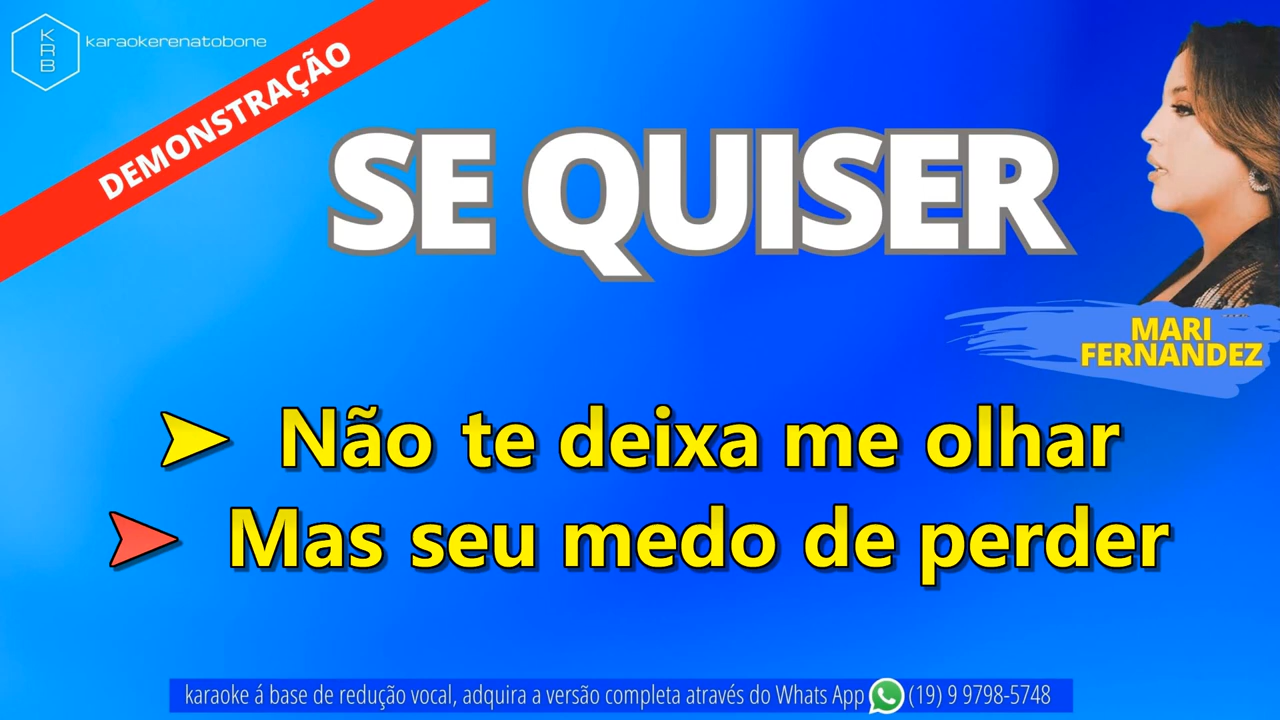 KRB
karaokerenatobone
DEMONSTRAÇÃO
SE QUISER
MARI
FERNANDEZ
Não te deixa me olhar
Mas seu medo de perder
karaoke á base de redução vocal, adquira a versão completa através do Whats App (19) 9 9798-5748